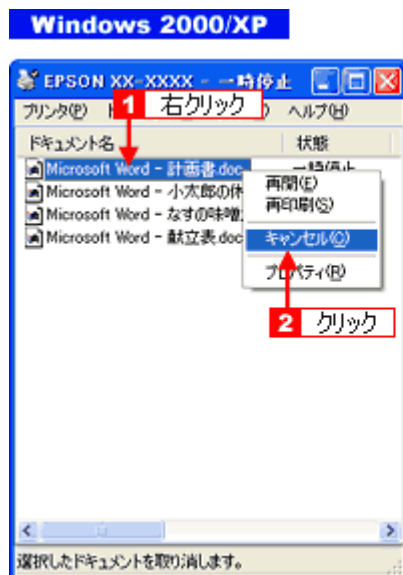 Windows 2000/XP
EPSON XX-XXXX - 一時停止
プリンタ(P)
ヘルプ(H)
1 右クリック
ドキュメント名 状態
Microsoft Word - 計画書.doc 一時停止
Microsoft Word - 小太郎の休
Microsoft Word - なすの味噌
Microsoft Word - 献立表.doc
再開(E)
再印刷(S)
キャンセル(C)
プロパティ(R)
2 クリック
選択したドキュメントを取り消します。